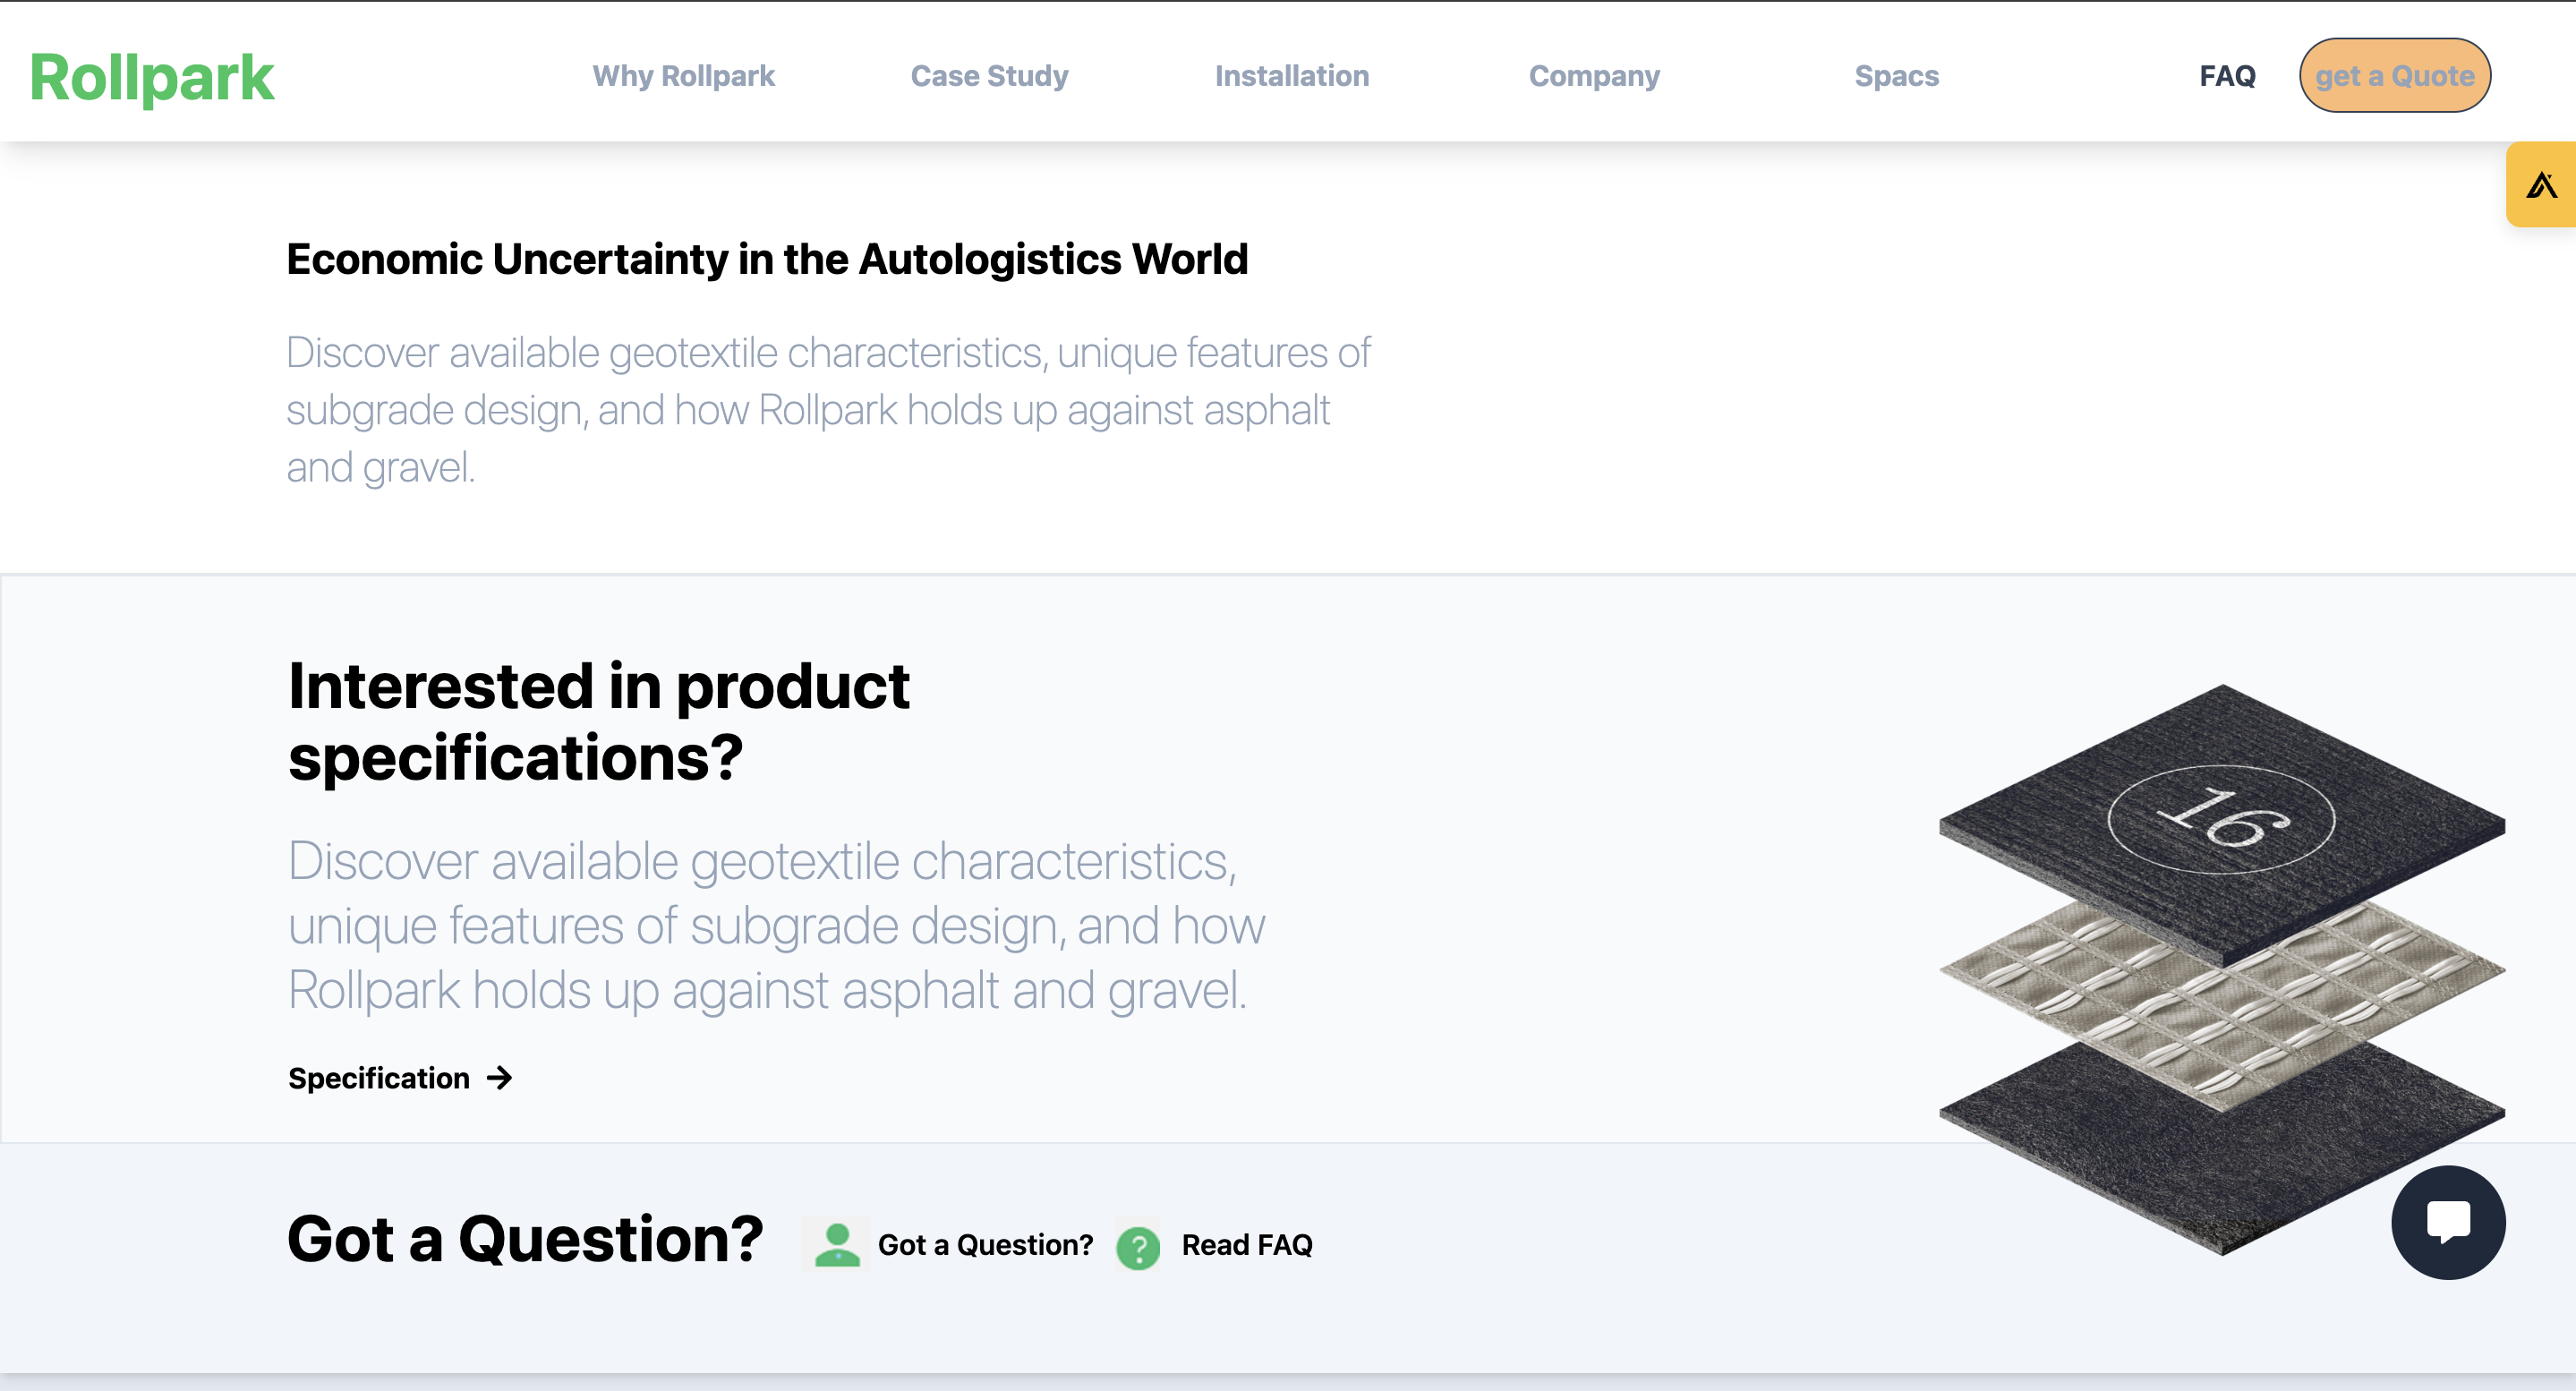 Rollpark
Why Rollpark
Case Study
Installation
Company
Spacs
FAQ
get a Quote
Economic Uncertainty in the Autologistics World
Discover available geotextile characteristics, unique features of
subgrade design, and how Rollpark holds up against asphalt
and gravel.
Interested in product
specifications?
Discover available geotextile characteristics,
unique features of subgrade design, and how
Rollpark holds up against asphalt and gravel.
Specification →
16
Got a Question?
Got a Question?
?
Read FAQ